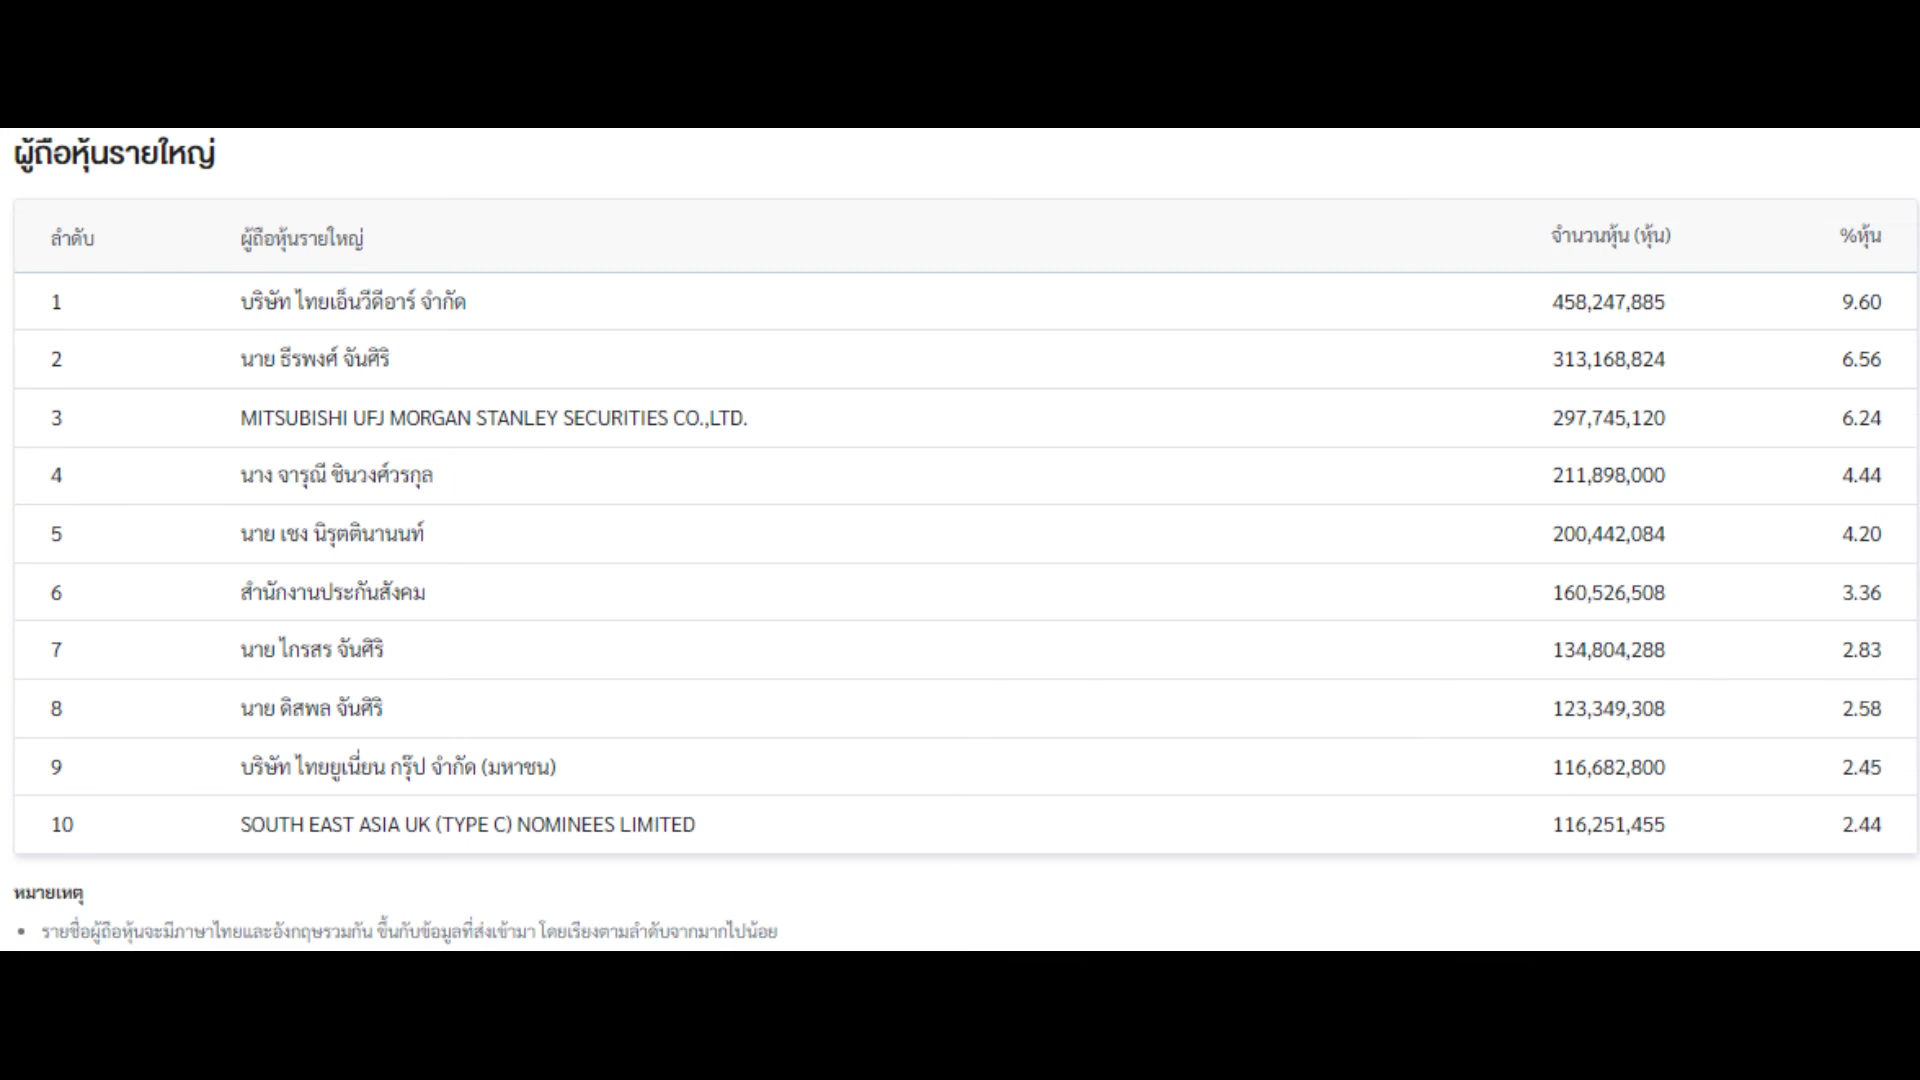 ผู้ถือหุ้นรายใหญ่
ลำดับ ผู้ถือหุ้นรายใหญ่ จำนวนหุ้น (หุ้น) %หุ้น
1 บริษัท ไทยเอ็นวีดีอาร์ จำกัด 458,247,885 9.60
2 นาย ธีรพงศ์ จันศิริ 313,168,824 6.56
3 MITSUBISHI UFJ MORGAN STANLEY SECURITIES CO.,LTD. 297,745,120 6.24
4 นาง จารุณี ชินวงศ์วรกุล 211,898,000 4.44
5 นาย เชง นิรุตตินานนท์ 200,442,084 4.20
6 สำนักงานประกันสังคม 160,526,508 3.36
7 นาย ไกรสร จันศิริ 134,804,288 2.83
8 นาย ดิสพล จันศิริ 123,349,308 2.58
9 บริษัท ไทยยูเนี่ยน กรุ๊ป จำกัด (มหาชน) 116,682,800 2.45
10 SOUTH EAST ASIA UK (TYPE C) NOMINEES LIMITED 116,251,455 2.44
หมายเหตุ
• รายชื่อผู้ถือหุ้นจะมีภาษาไทยและอังกฤษรวมกัน ขึ้นกับข้อมูลที่ส่งเข้ามา โดยเรียงตามลำดับจากมากไปน้อย